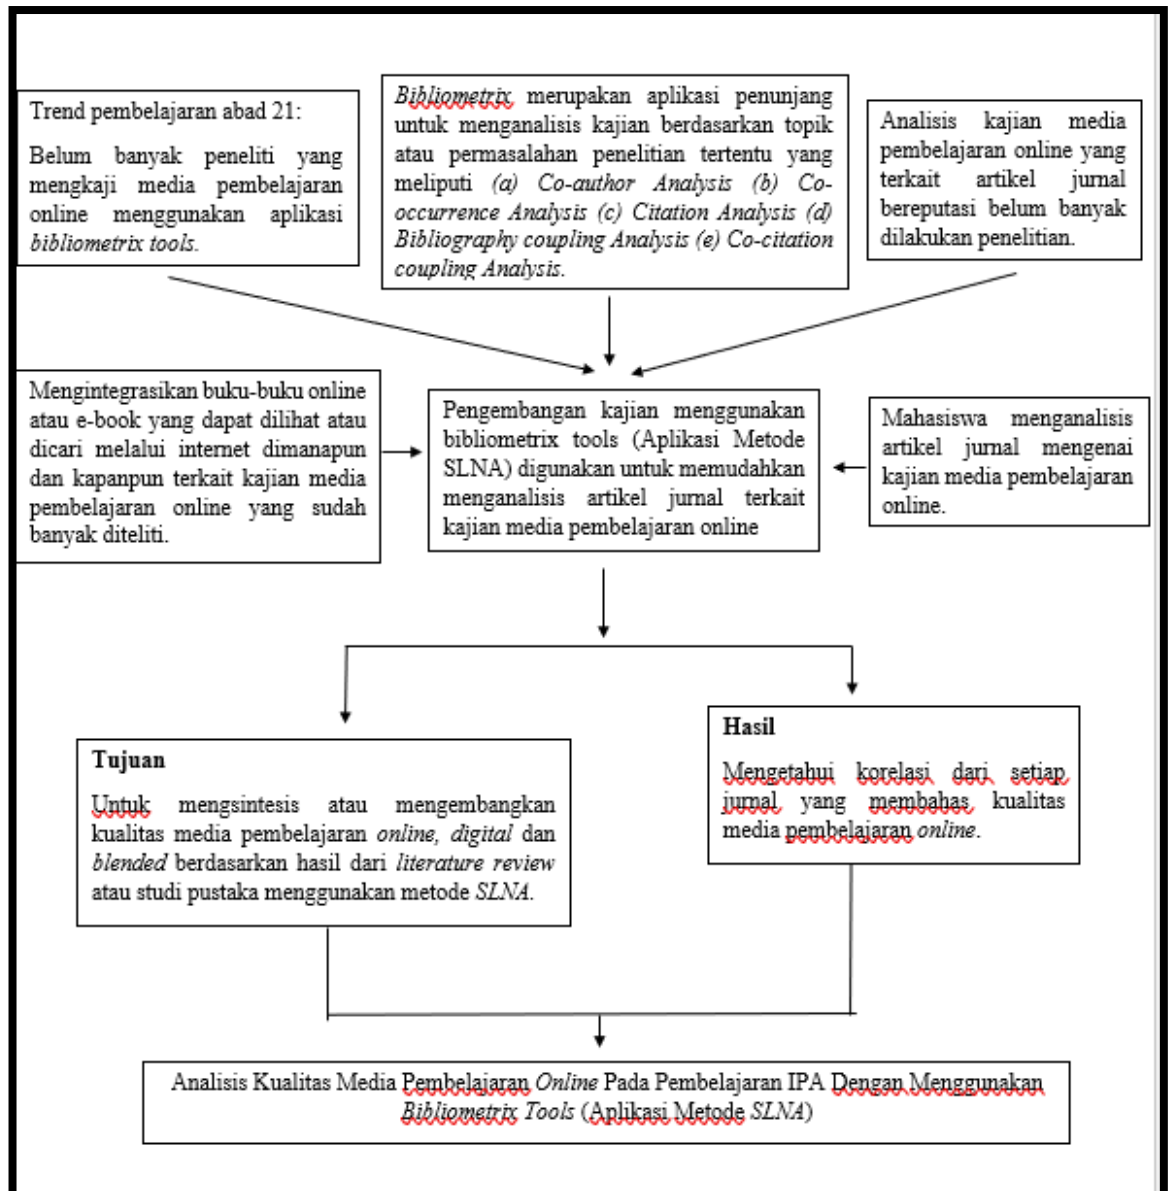 Trend pembelajaran abad 21:
Belum banyak peneliti yang
mengkaji media pembelajaran
online menggunakan aplikasi
bibliometrix tools.
Bibliometrix merupakan aplikasi penunjang
untuk menganalisis kajian berdasarkan topik
atau permasalahan penelitian tertentu yang
meliputi (a) Co-author Analysis (b) Co-
occurrence Analysis (c) Citation Analysis (d)
Bibliography coupling Analysis (e) Co-citation
coupling Analysis.
Analisis kajian media
pembelajaran online yang
terkait artikel jurnal
bereputasi belum banyak
dilakukan penelitian.
Mengintegrasikan buku-buku online
atau e-book yang dapat dilihat atau
dicari melalui internet dimanapun
dan kapanpun terkait kajian media
pembelajaran online yang sudah
banyak diteliti.
Pengembangan kajian menggunakan
bibliometrix tools (Aplikasi Metode
SLNA) digunakan untuk memudahkan
menganalisis artikel jurnal terkait
kajian media pembelajaran online
Mahasiswa menganalisis
artikel jurnal mengenai
kajian media pembelajaran
online.
Tujuan
Untuk mengsintesis atau mengembangkan
kualitas media pembelajaran online, digital dan
blended berdasarkan hasil dari literature review
atau studi pustaka menggunakan metode SLNA.
Hasil
Mengetahui korelasi dari setiap
jurnal yang membahas kualitas
media pembelajaran online.
Analisis Kualitas Media Pembelajaran Online Pada Pembelajaran IPA Dengan Menggunakan
Bibliometrix Tools (Aplikasi Metode SLNA)